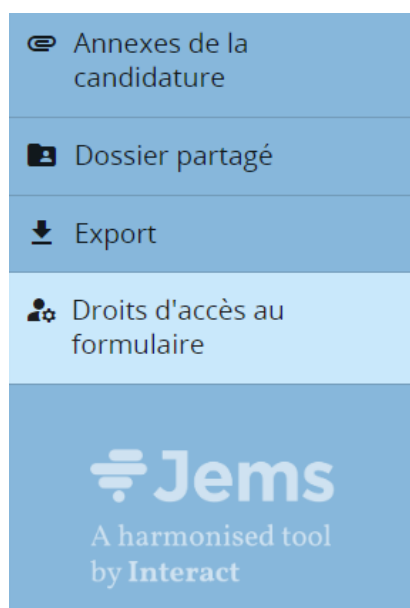 Annexes de la
candidature
Dossier partagé
Export
Droits d'accès au
formulaire
Jems
A harmonised tool
by Interact